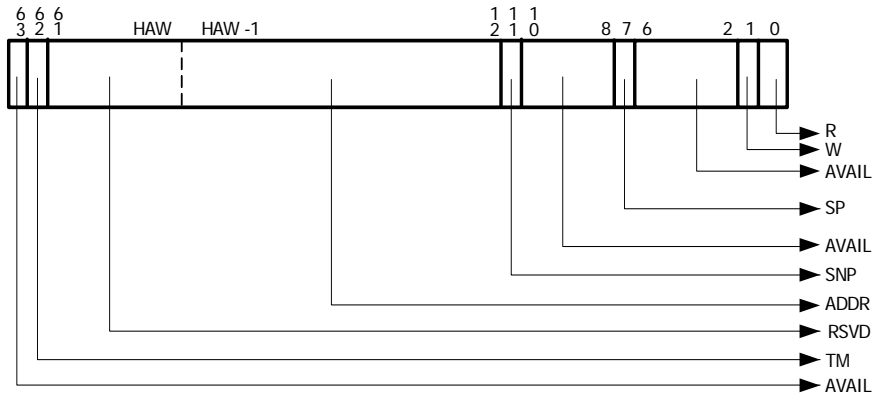 6 6 6 1 1 1
3 2 1 HAW HAW -1 2 1 0 8 7 6 2 1 0
R
W
AVAIL
SP
AVAIL
SNP
ADDR
RSVD
TM
AVAIL